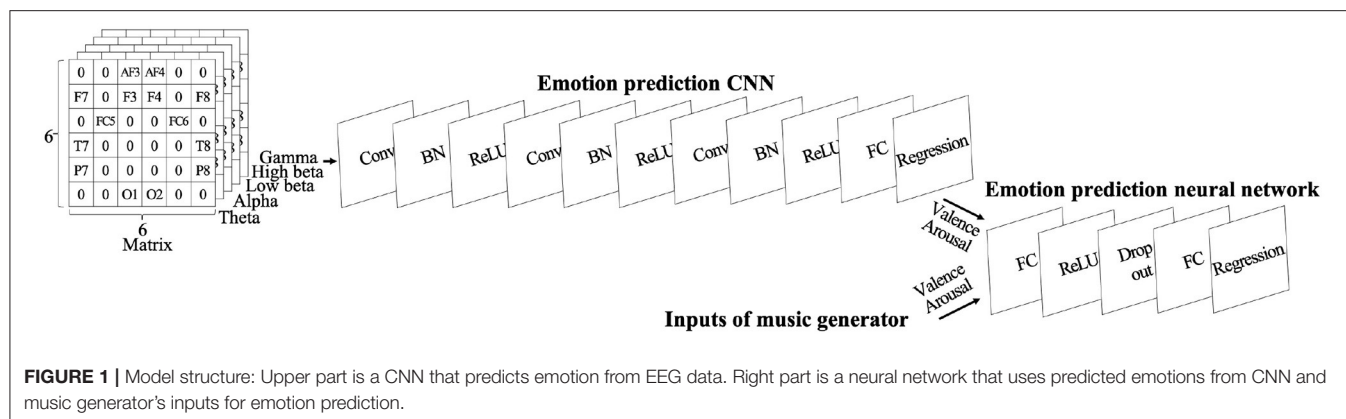 0 0 AF3 AF4 0 0
F7 0 F3 F4 0 F8
0 FC5 0 0 FC6 0
T7 0 0 0 0 T8
P7 0 0 0 0 P8
0 0 O1 O2 0 0
6
6
Matrix
Gamma
High beta
Low beta
Alpha
Theta
Emotion prediction CNN
Conv BN ReLU Conv BN ReLU Conv BN ReLU FC Regression
Valence
Arousal
Emotion prediction neural network
Valence
Arousal
Inputs of music generator
FC ReLU Drop out FC Regression
FIGURE 1 | Model structure: Upper part is a CNN that predicts emotion from EEG data. Right part is a neural network that uses predicted emotions from CNN and
music generator's inputs for emotion prediction.